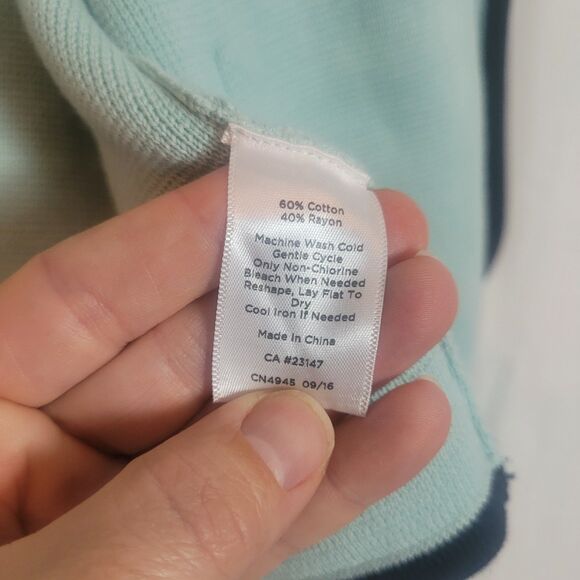 60% Cotton
40% Rayon
Machine Wash Cold
Gentle Cycle
Only Non-Chlorine
Bleach When Needed
Reshape, Lay Flat To
Dry
Cool Iron If Needed
Made In China
CA #23147
CN4945 09/16